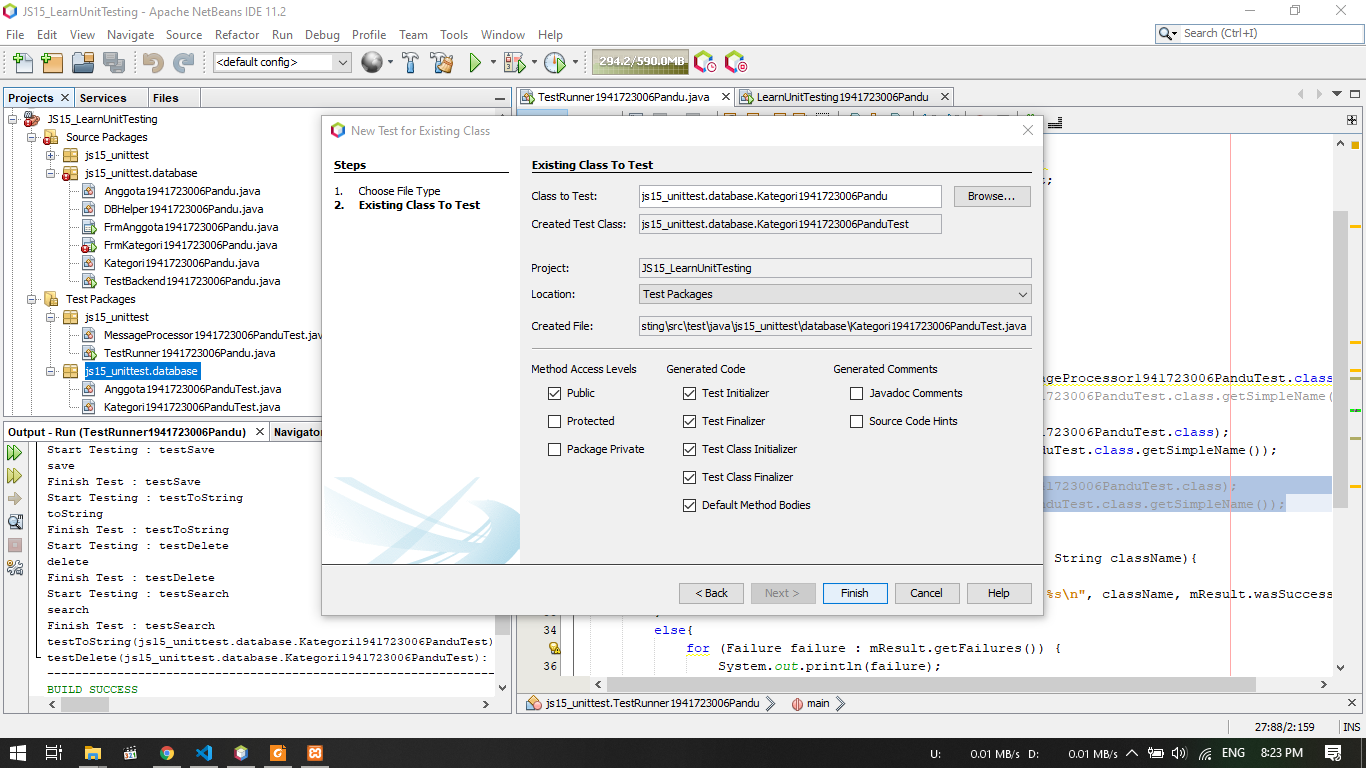 JS15_LearnUnitTesting - Apache NetBeans IDE 11.2
File Edit View Navigate Source Refactor Run Debug Profile Team Tools Window Help
Search (Ctrl+I)
<default config>
294.2/590.0MB
Projects
Services
Files
JS15_LearnUnitTesting
Source Packages
js15_unittest
js15_unittest.database
Anggota1941723006Pandu.java
DBHelper1941723006Pandu.java
FrmAnggota1941723006Pandu.java
FrmKategori1941723006Pandu.java
Kategori1941723006Pandu.java
TestBackend1941723006Pandu.java
Test Packages
js15_unittest
MessageProcessor1941723006PanduTest.java
TestRunner1941723006Pandu.java
js15_unittest.database
Anggota1941723006PanduTest.java
Kategori1941723006PanduTest.java
Output - Run (TestRunner1941723006Pandu)
Navigator
Start Testing : testSave
save
Finish Test : testSave
Start Testing : testToString
toString
Finish Test : testToString
Start Testing : testDelete
delete
Finish Test : testDelete
Start Testing : testSearch
search
Finish Test : testSearch
testToString(js15_unittest.database.Kategori1941723006PanduTest)
testDelete(js15_unittest.database.Kategori1941723006PanduTest):
------------------------------------------------------------------------
BUILD SUCCESS
TestRunner1941723006Pandu.java
LearnUnitTesting1941723006Pandu
New Test for Existing Class
Steps
1. Choose File Type
2. Existing Class To Test
Existing Class To Test
Class to Test: js15_unittest.database.Kategori1941723006Pandu Browse...
Created Test Class: js15_unittest.database.Kategori1941723006PanduTest
Project: JS15_LearnUnitTesting
Location: Test Packages
Created File: sting\src\test\java\js15_unittest\database\Kategori1941723006PanduTest.java
Method Access Levels
Public
Protected
Package Private
Generated Code
Test Initializer
Test Finalizer
Test Class Initializer
Test Class Finalizer
Default Method Bodies
Generated Comments
Javadoc Comments
Source Code Hints
< Back Next > Finish Cancel Help
;
ageProcessor1941723006PanduTest.class
1723006PanduTest.class.getSimpleName(
41723006PanduTest.class);
duTest.class.getSimpleName());
41723006PanduTest.class);
duTest.class.getSimpleName());
String className){
%s\n", className, mResult.wasSuccess
34 else{
for (Failure failure : mResult.getFailures()) {
36 System.out.println(failure);
js15_unittest.TestRunner1941723006Pandu main
27:88/2:159 INS
U: 0.01 MB/s D: 0.01 MB/s ENG 8:23 PM